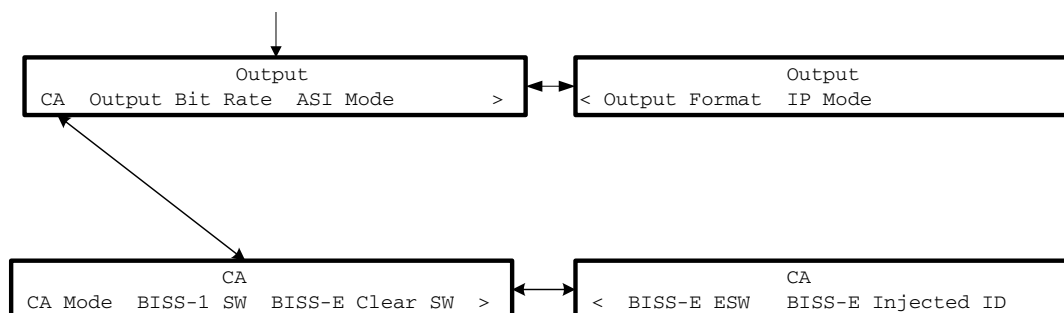 Output
CA Output Bit Rate ASI Mode >
Output
< Output Format IP Mode
CA
CA Mode BISS-1 SW BISS-E Clear SW >
CA
< BISS-E ESW BISS-E Injected ID